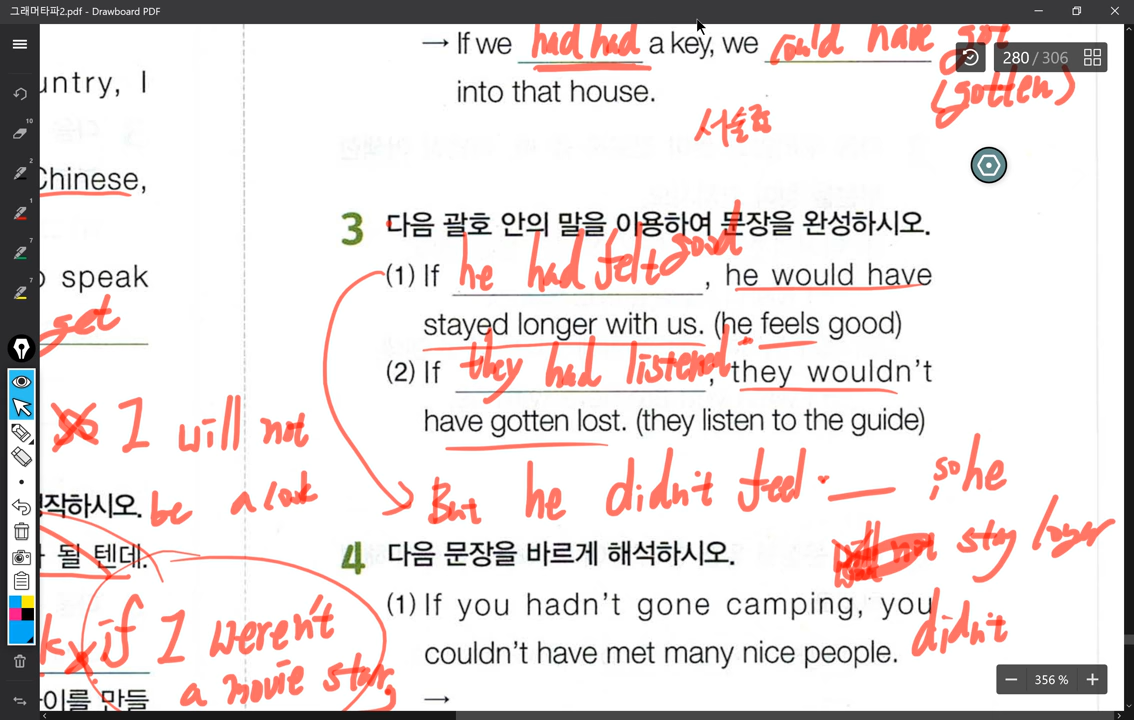 그래머타파2.pdf - Drawboard PDF
→ If we had had a key, we could have got
(gotten)
into that house.
280 / 306
서술형
untry, I
Chinese,
o speak
get
3 다음 괄호 안의 말을 이용하여 문장을 완성하시오.
(1) If he had felt good, he would have
stayed longer with us. (he feels good)
(2) If they had listened ~, they wouldn't
have gotten lost. (they listen to the guide)
I will not
be a cook
But he didn't feel ~ , so he
didn't stay longer
작하시오.
될 텐데.
if I weren't
a movie star,
이를 만들
4 다음 문장을 바르게 해석하시오.
(1) If you hadn't gone camping, you
couldn't have met many nice people.
→
356 %